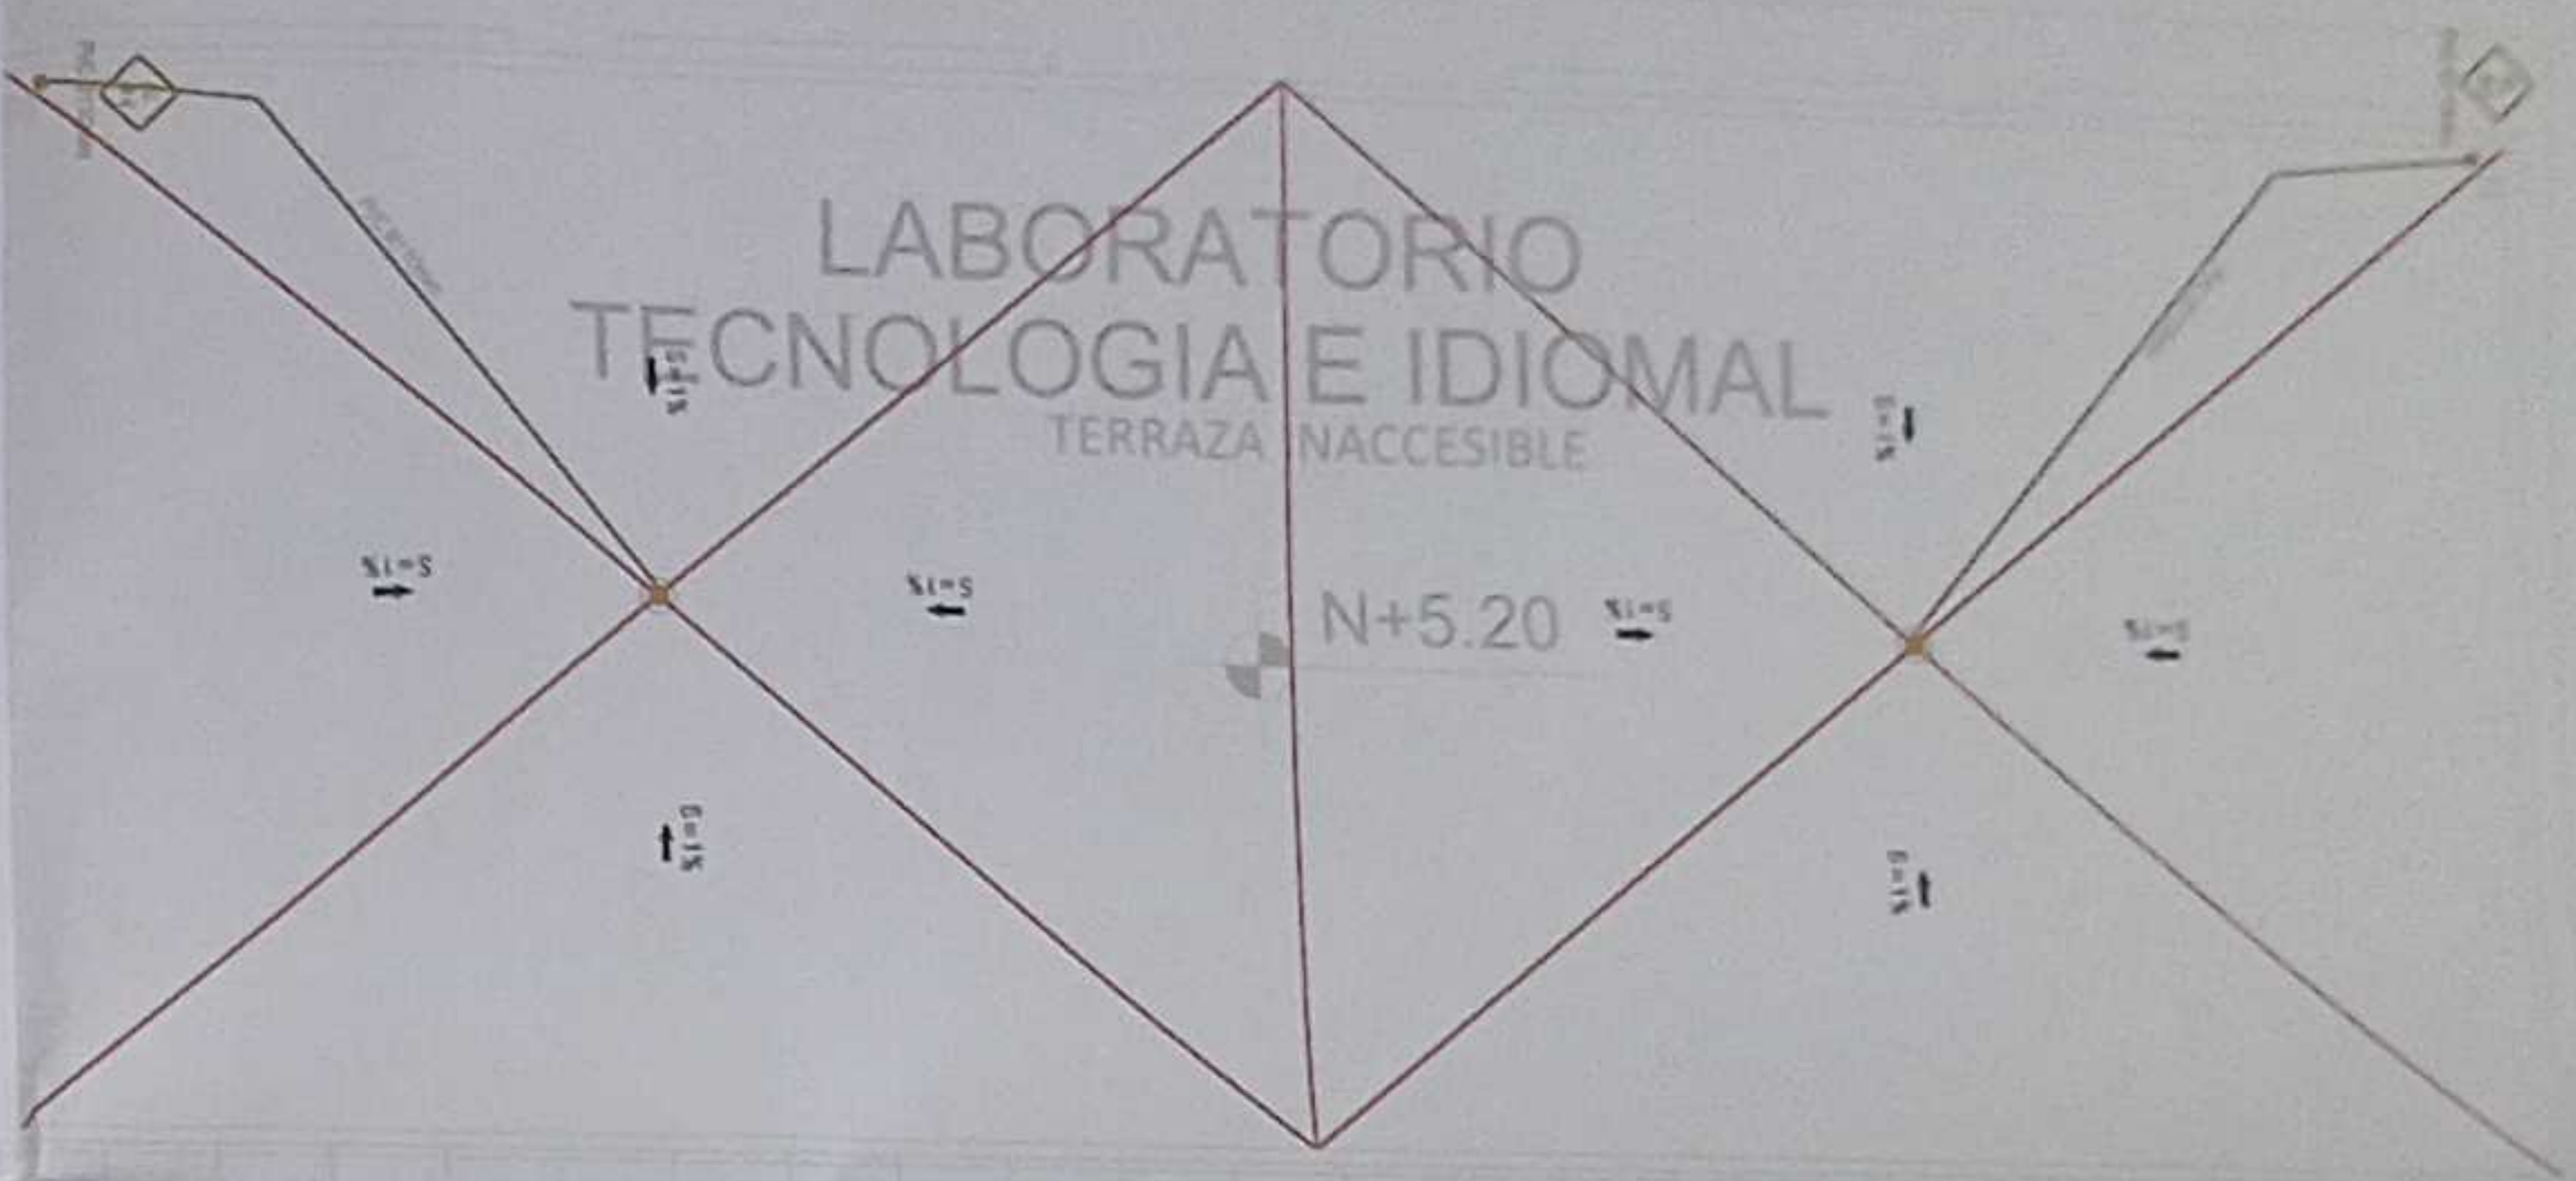 LABORATORIO
TECNOLOGIA E IDIOMAL
TERRAZA INACCESIBLE
S=1%
S=1%
S=1%
S=1%
N+5.20
S=1%
S=1%
S=1%
S=1%